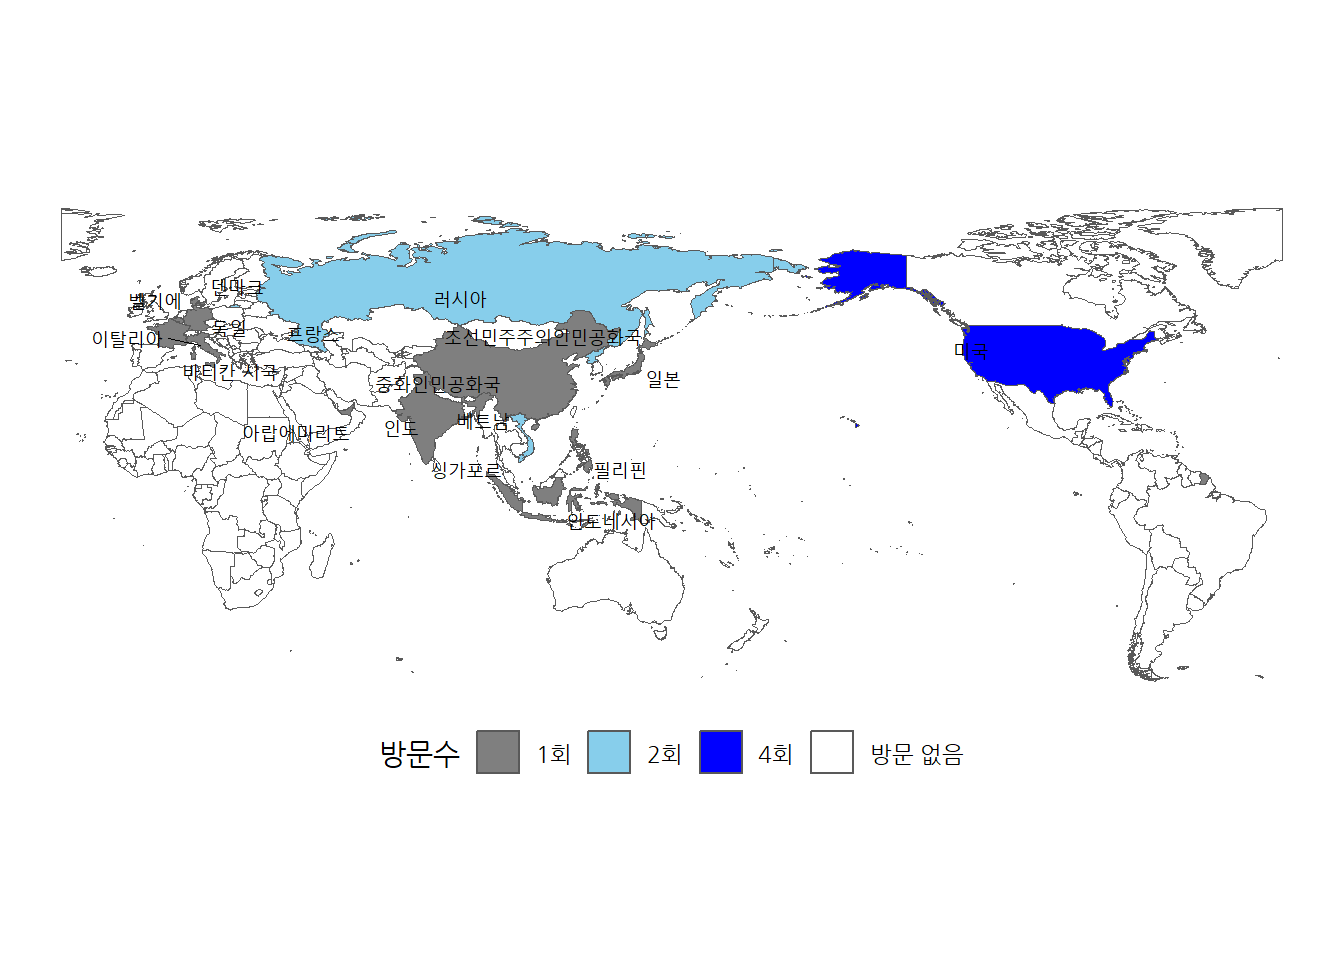 덴마크
벨기에
러시아
독일
프랑스
이탈리아
조선민주주의인민공화국
미국
바티칸 시국
중화인민공화국
일본
베트남
인도
아랍에미리트
싱가포르
필리핀
인도네시아
방문수 1회 2회 4회 방문 없음